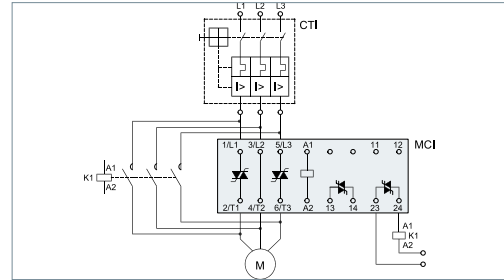 L1 L2 L3
CTI
I> I> I>
1/L1 3/L2 5/L3 A1 11 12
MCI
K1 A1
A2
2/T1 4/T2 6/T3 A2 13 14 23 24
A1
K1
A2
M